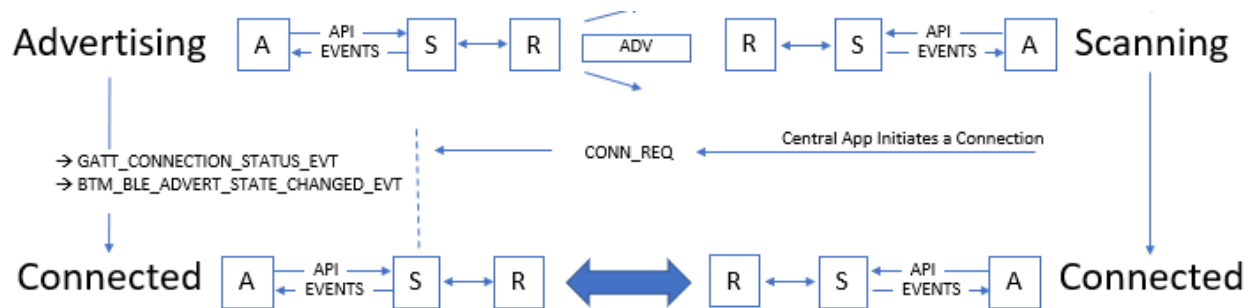 Advertising A API EVENTS S R ADV R S API EVENTS A Scanning
Central App Initiates a Connection
CONN_REQ
→ GATT_CONNECTION_STATUS_EVT
→ BTM_BLE_ADVERT_STATE_CHANGED_EVT
Connected A API EVENTS S R R S API EVENTS A Connected